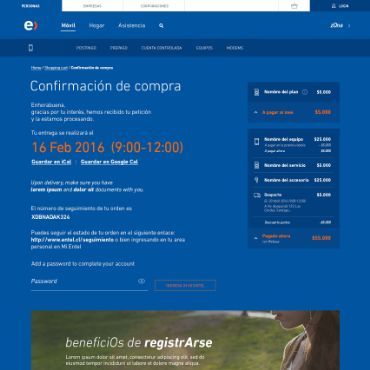 PERSONAS
EMPRESAS
CORPORACIONES
LOGIN
e)
Móvil
Hogar
Asistencia
zOne
POSTPAGO
PREPAGO
CUENTA CONTROLADA
EQUIPOS
MODEMS
Home / Shopping cart / Confirmación de compra
Confirmación de compra
Enhorabuena,
gracias por tu interés, hemos recibido tu petición
y la estamos procesando.
Tu entrega se realizará el
16 Feb 2016 (9:00-12:00)
Guardar en iCal
Guardar en Google Cal
Upon delivery, make sure you have
lorem ipsum and dolor sit documents with you.
El número de seguimiento de tu orden es
XOBNADAK324
Puedes seguir el estado de tu orden en el siguiente enlace:
http://www.entel.cl/seguimiento o bien ingresando en tu area
personal en Mi Entel
Add a password to complete your account
Password
Nombre del plan
$5.000
A pagar al mes
$5.000
Nombre del equipo
$25.000
Nombre del servicio
$5.000
Nombre del accesorio
$25.000
Despacho
$5.000
Pagado ahora
$55.000
beneficiOs de registrArse
Lorem ipsum dolor sit amet, consectetur
adipiscing elit, sed do eiusmod tempor incididunt
ut labore et dolore magna aliqua.